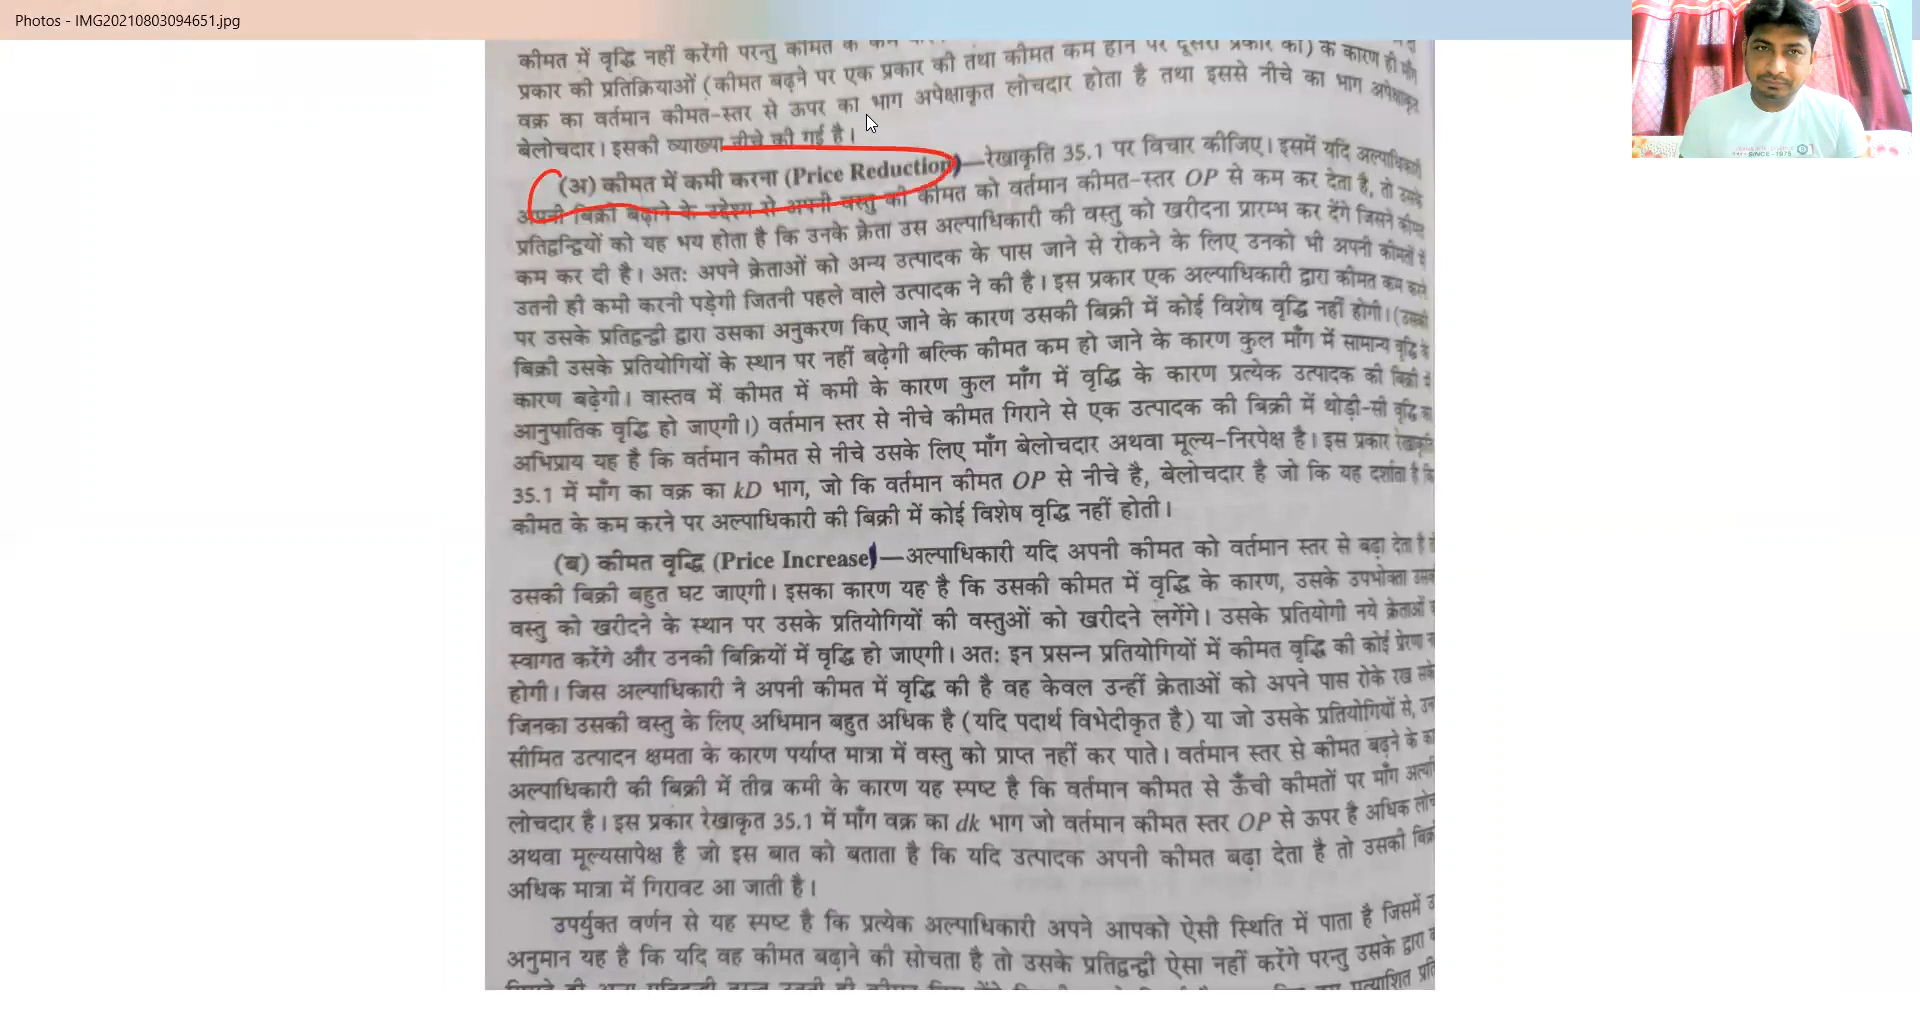 Photos - IMG20210803094651.jpg
कीमत में वृद्धि नहीं करेंगी परन्तु कीमत के कम
प्रकार की प्रतिक्रियाओं (कीमत बढ़ने पर एक प्रकार की तथा कीमत कम होने पर दूसरी प्रकार की) के कारण ही माँग
वक्र का वर्तमान कीमत-स्तर से ऊपर का भाग अपेक्षाकृत लोचदार होता है तथा इससे नीचे का भाग अपेक्षाकृत
बेलोचदार। इसकी व्याख्या नीचे की गई है।
(अ) कीमत में कमी करना (Price Reduction)—रेखाकृति 35.1 पर विचार कीजिए। इसमें यदि अल्पाधिकारी
अपनी बिक्री बढ़ाने के उद्देश्य से अपनी वस्तु की कीमत को वर्तमान कीमत-स्तर OP से कम कर देता है, तो उसके
प्रतिद्वन्द्वियों को यह भय होता है कि उनके क्रेता उस अल्पाधिकारी की वस्तु को खरीदना प्रारम्भ कर देंगे जिसने कीमत
कम कर दी है। अतः अपने क्रेताओं को अन्य उत्पादक के पास जाने से रोकने के लिए उनको भी अपनी कीमतों में
उतनी ही कमी करनी पड़ेगी जितनी पहले वाले उत्पादक ने की है। इस प्रकार एक अल्पाधिकारी द्वारा कीमत कम करने
पर उसके प्रतिद्वन्दी द्वारा उसका अनुकरण किए जाने के कारण उसकी बिक्री में कोई विशेष वृद्धि नहीं होगी। (उसकी
बिक्री उसके प्रतियोगियों के स्थान पर नहीं बढ़ेगी बल्कि कीमत कम हो जाने के कारण कुल माँग में सामान्य वृद्धि के
कारण बढ़ेगी। वास्तव में कीमत में कमी के कारण कुल माँग में वृद्धि के कारण प्रत्येक उत्पादक की बिक्री में
आनुपातिक वृद्धि हो जाएगी।) वर्तमान स्तर से नीचे कीमत गिराने से एक उत्पादक की बिक्री में थोड़ी-सी वृद्धि का
अभिप्राय यह है कि वर्तमान कीमत से नीचे उसके लिए माँग बेलोचदार अथवा मूल्य-निरपेक्ष है। इस प्रकार रेखाकृति
35.1 में माँग का वक्र का kD भाग, जो कि वर्तमान कीमत OP से नीचे है, बेलोचदार है जो कि यह दर्शाता है कि
कीमत के कम करने पर अल्पाधिकारी की बिक्री में कोई विशेष वृद्धि नहीं होती।
(ब) कीमत वृद्धि (Price Increase)—अल्पाधिकारी यदि अपनी कीमत को वर्तमान स्तर से बढ़ा देता है
उसकी बिक्री बहुत घट जाएगी। इसका कारण यह है कि उसकी कीमत में वृद्धि के कारण, उसके उपभोक्ता
वस्तु को खरीदने के स्थान पर उसके प्रतियोगियों की वस्तुओं को खरीदने लगेंगे। उसके प्रतियोगी नये क्रेताओं
स्वागत करेंगे और उनकी बिक्रियों में वृद्धि हो जाएगी। अतः इन प्रसन्न प्रतियोगियों में कीमत वृद्धि की कोई प्रेरणा
होगी। जिस अल्पाधिकारी ने अपनी कीमत में वृद्धि की है वह केवल उन्हीं क्रेताओं को अपने पास रोके रख
जिनका उसकी वस्तु के लिए अधिमान बहुत अधिक है (यदि पदार्थ विभेदीकृत है) या जो उसके प्रतियोगियों से,
सीमित उत्पादन क्षमता के कारण पर्याप्त मात्रा में वस्तु को प्राप्त नहीं कर पाते। वर्तमान स्तर से कीमत बढ़ने के
अल्पाधिकारी की बिक्री में तीव्र कमी के कारण यह स्पष्ट है कि वर्तमान कीमत से ऊँची कीमतों पर माँग
लोचदार है। इस प्रकार रेखाकृत 35.1 में माँग वक्र का dk भाग जो वर्तमान कीमत स्तर OP से ऊपर है अधिक
अथवा मूल्यसापेक्ष है जो इस बात को बताता है कि यदि उत्पादक अपनी कीमत बढ़ा देता है तो उसकी
अधिक मात्रा में गिरावट आ जाती है।
उपर्युक्त वर्णन से यह स्पष्ट है कि प्रत्येक अल्पाधिकारी अपने आपको ऐसी स्थिति में पाता है जिसमें
अनुमान यह है कि यदि वह कीमत बढ़ाने की सोचता है तो उसके प्रतिद्वन्द्वी ऐसा नहीं करेंगे परन्तु उसके द्वारा
SINCE - 1975